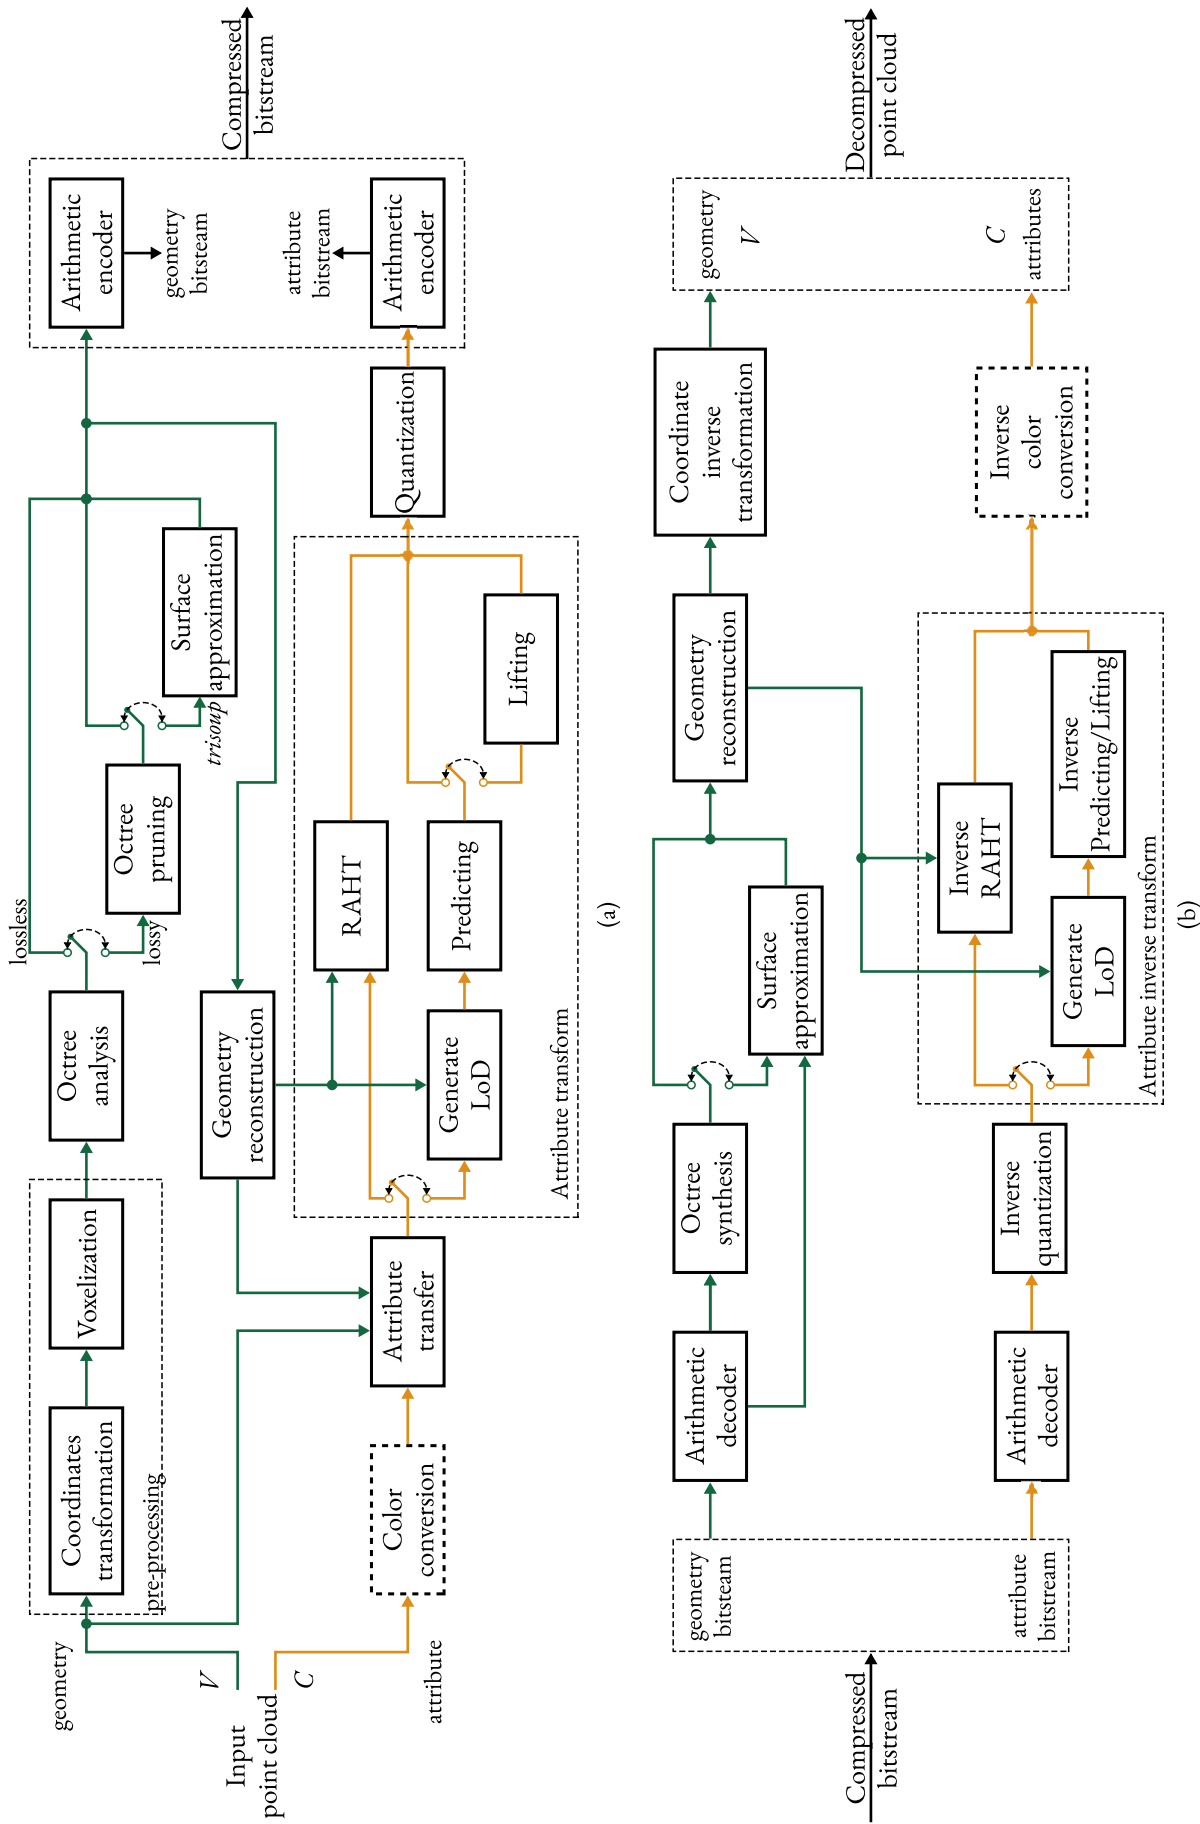 geometry
V
Input
point cloud
C
attribute
Coordinates
transformation
Voxelization
pre-processing
Octree
analysis
lossless
lossy
Octree
pruning
trisoup
Surface
approximation
Arithmetic
encoder
geometry
bitsteam
attribute
bitstream
Arithmetic
encoder
Compressed
bitstream
Geometry
reconstruction
Color
conversion
Attribute
transfer
RAHT
Generate
LoD
Predicting
Lifting
Attribute transform
Quantization
(a)
Compressed
bitstream
geometry
bitsteam
attribute
bitstream
Arithmetic
decoder
Octree
synthesis
Surface
approximation
Geometry
reconstruction
Coordinate
inverse
transformation
geometry
V
C
attributes
Decompressed
point cloud
Arithmetic
decoder
Inverse
quantization
Inverse
RAHT
Generate
LoD
Inverse
Predicting/Lifting
Attribute inverse transform
Inverse
color
conversion
(b)